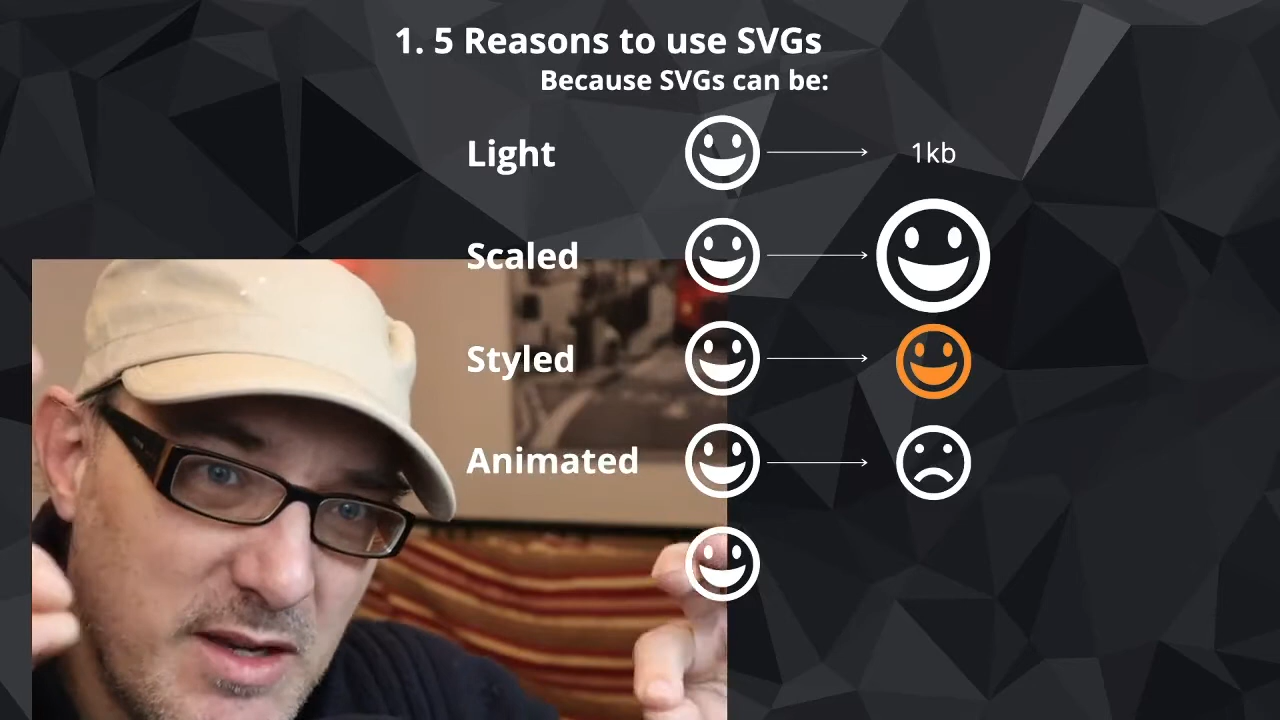 1. 5 Reasons to use SVGs
Because SVGs can be:
Light
1kb
Scaled
Styled
Animated